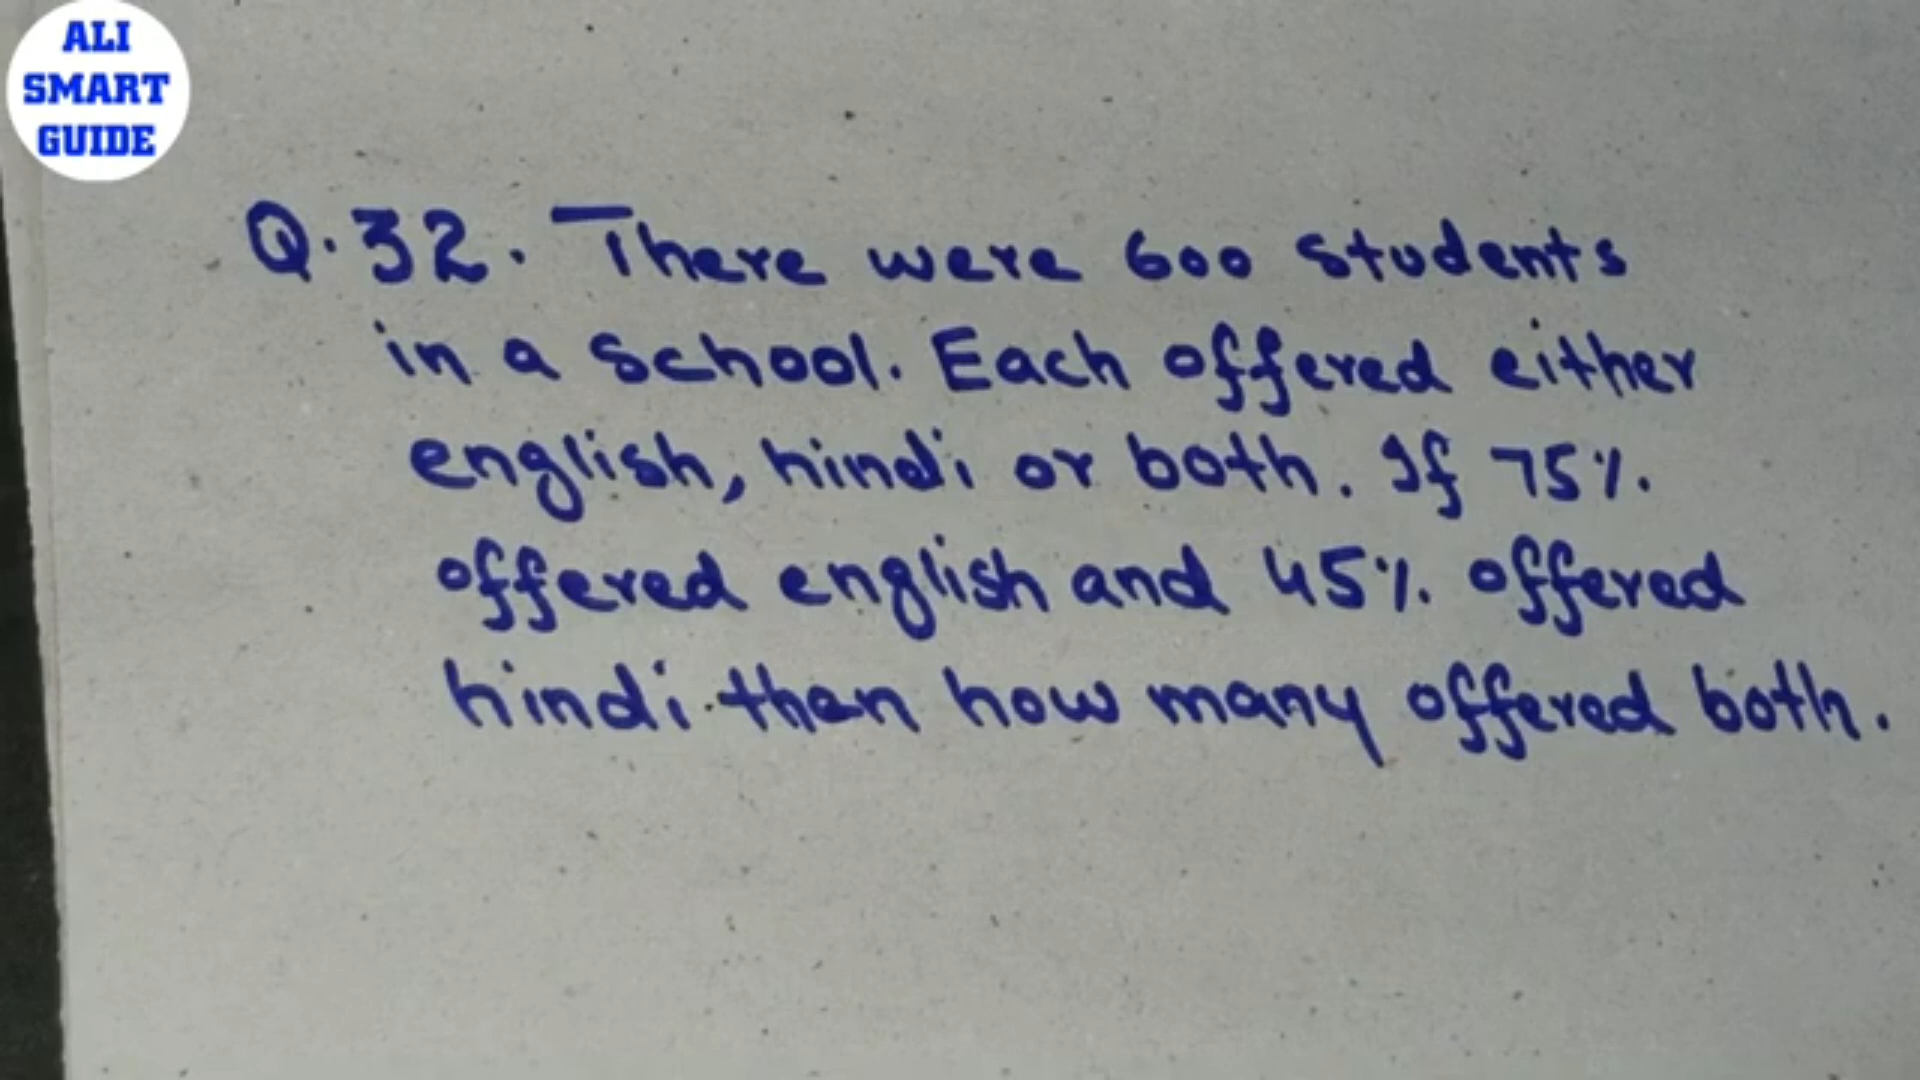 ALI
SMART
GUIDE
Q.32. There were 600 students
in a school. Each offered either
english, hindi or both. If 75%.
offered english and 45%. offered
hindi. then how many offered both.